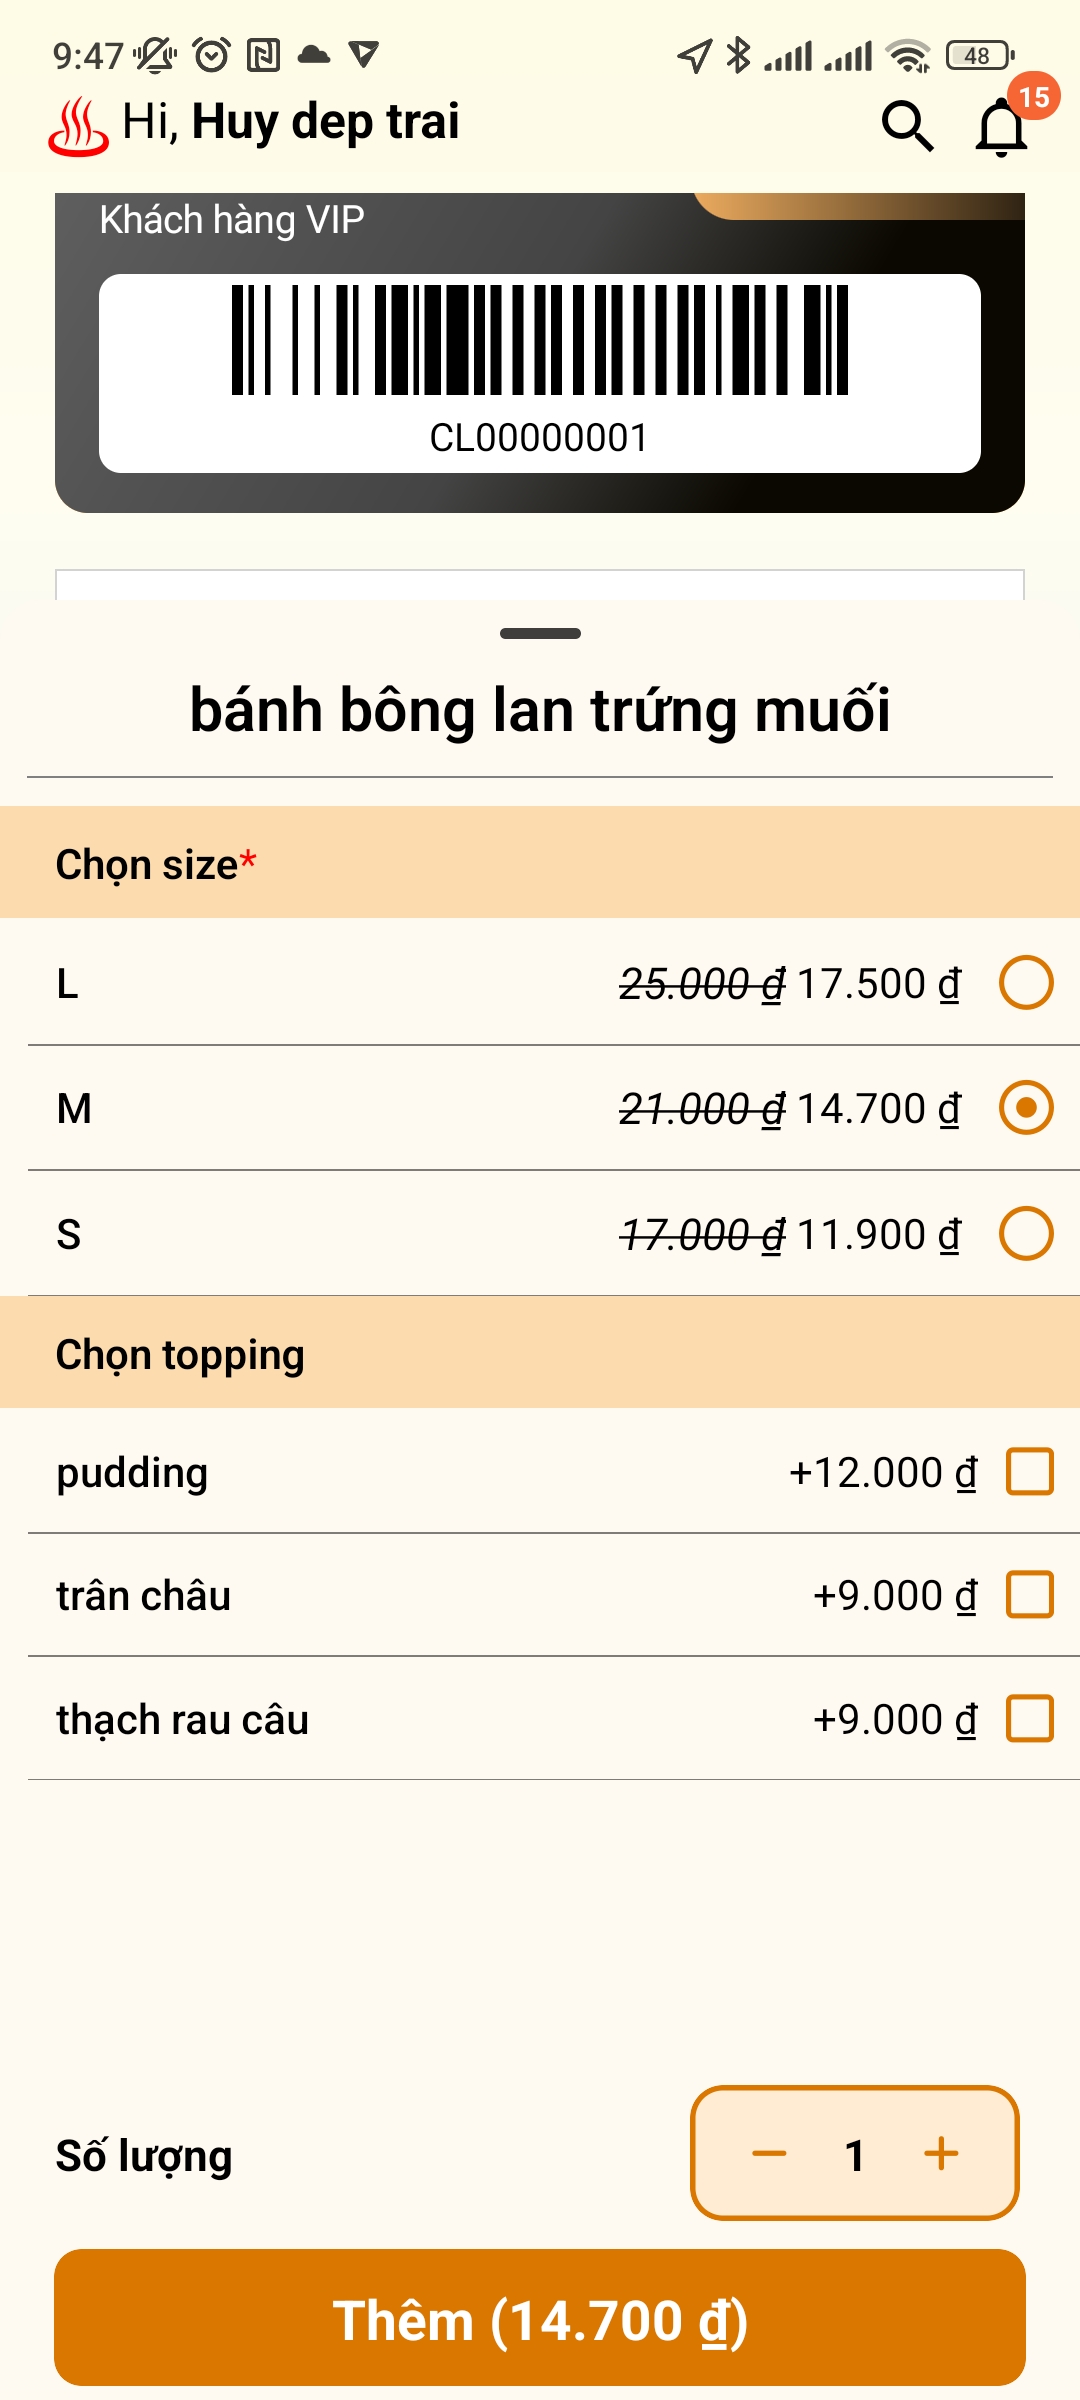 9:47
48
Hi, Huy dep trai
15
Khách hàng VIP
CL00000001
bánh bông lan trứng muối
Chọn size*
L 25.000 ₫ 17.500 ₫
M 21.000 ₫ 14.700 ₫
S 17.000 ₫ 11.900 ₫
Chọn topping
pudding +12.000 ₫
trân châu +9.000 ₫
thạch rau câu +9.000 ₫
Số lượng − 1 +
Thêm (14.700 ₫)